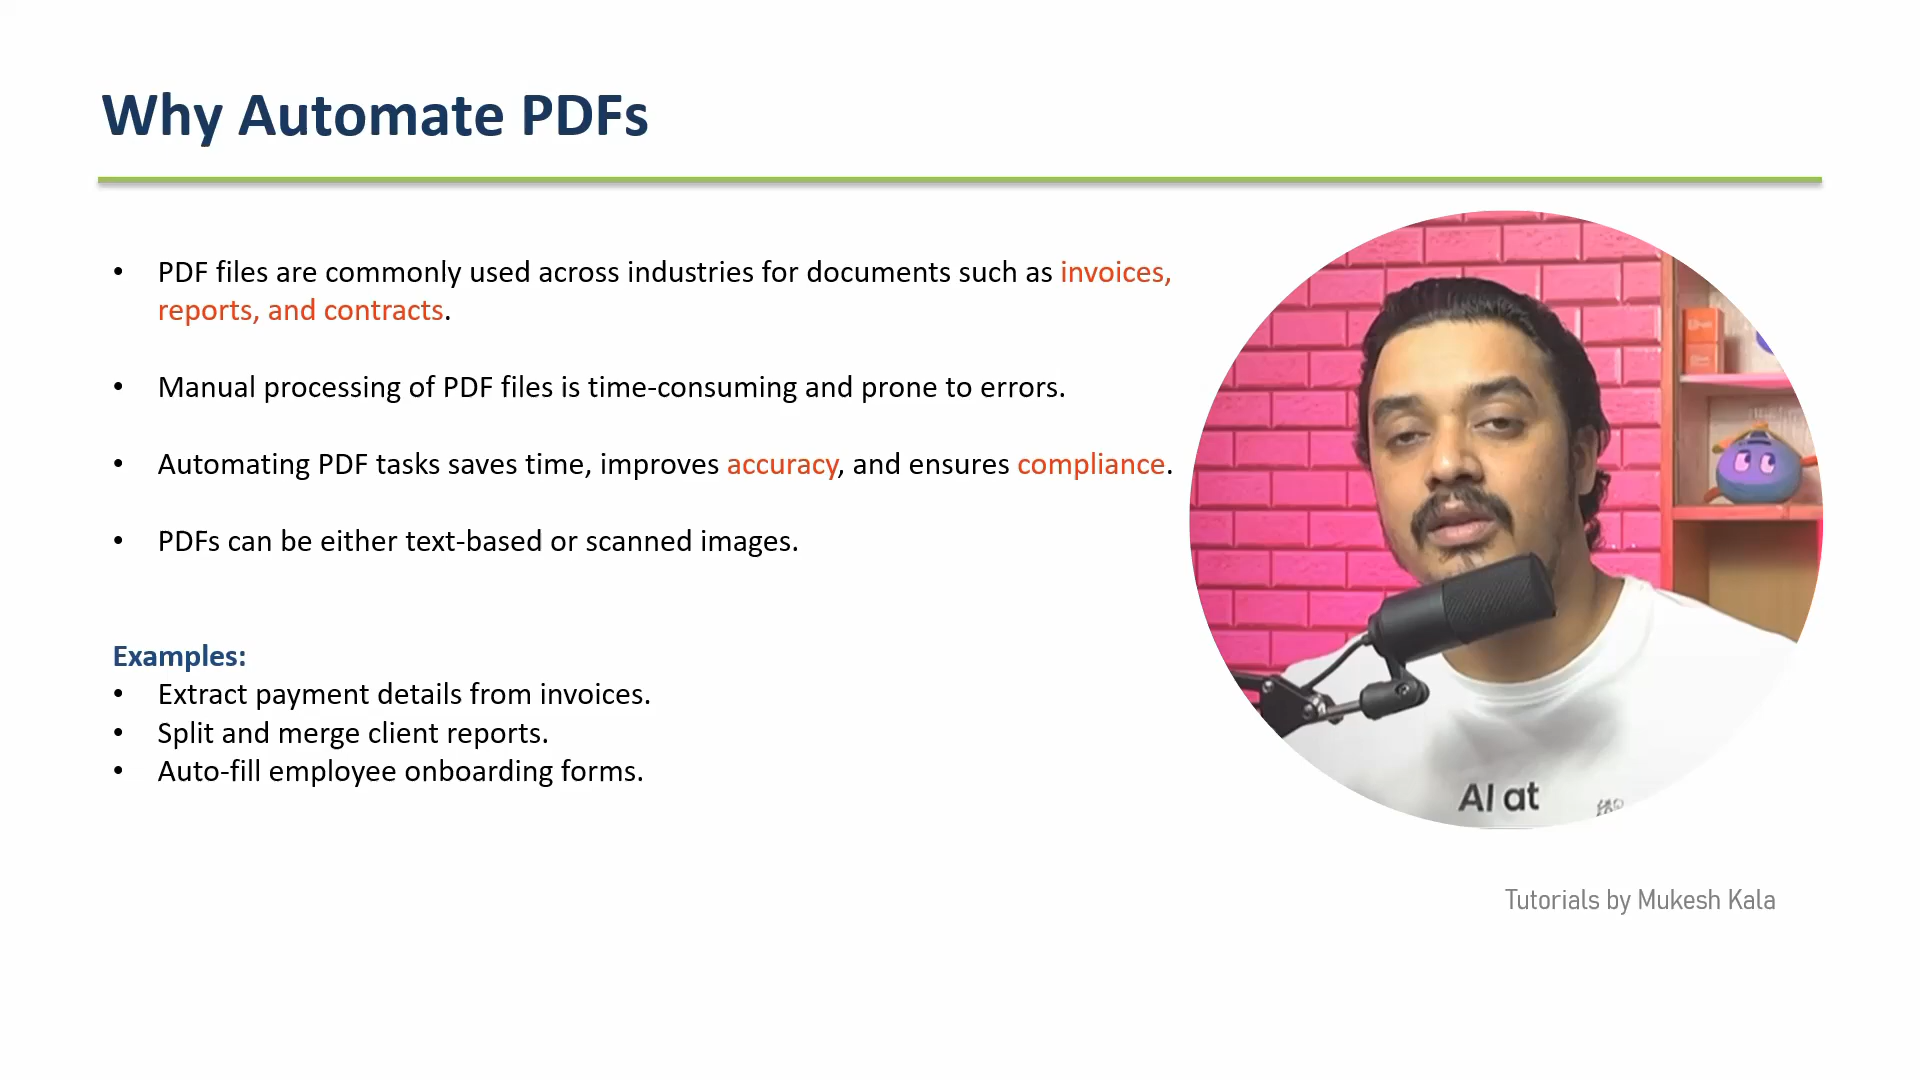 Why Automate PDFs
• PDF files are commonly used across industries for documents such as invoices,
reports, and contracts.
• Manual processing of PDF files is time-consuming and prone to errors.
• Automating PDF tasks saves time, improves accuracy, and ensures compliance.
• PDFs can be either text-based or scanned images.
Examples:
• Extract payment details from invoices.
• Split and merge client reports.
• Auto-fill employee onboarding forms.
AI at
Tutorials by Mukesh Kala